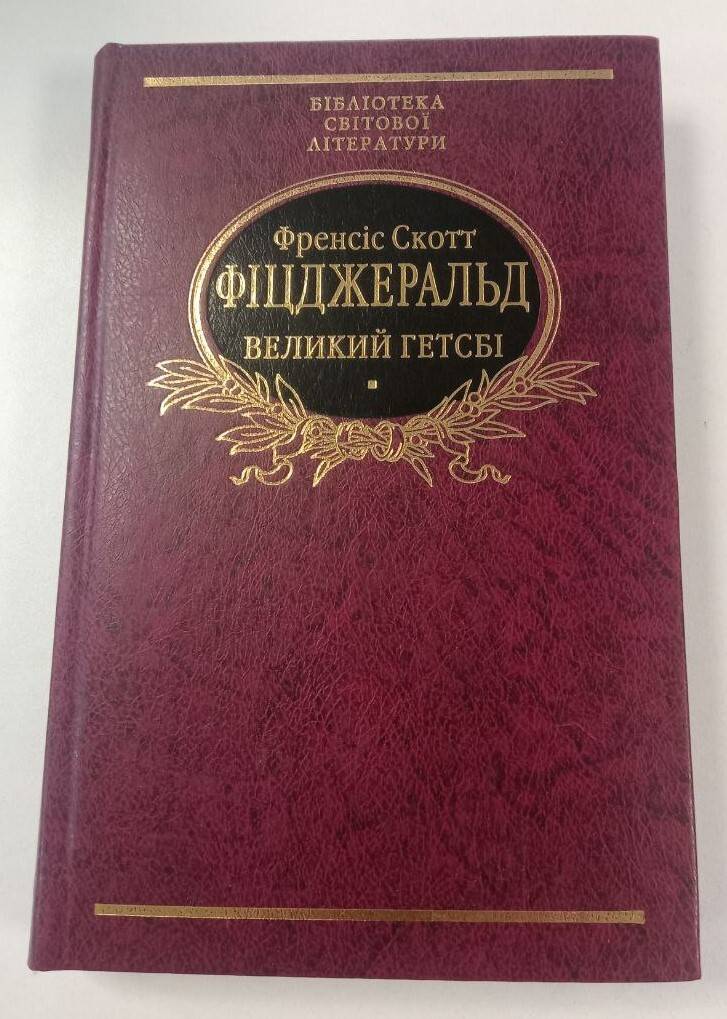 БІБЛІОТЕКА
СВІТОВОЇ
ЛІТЕРАТУРИ
Френсіс Скотт
ФІЦДЖЕРАЛЬД
ВЕЛИКИЙ ГЕТСБІ